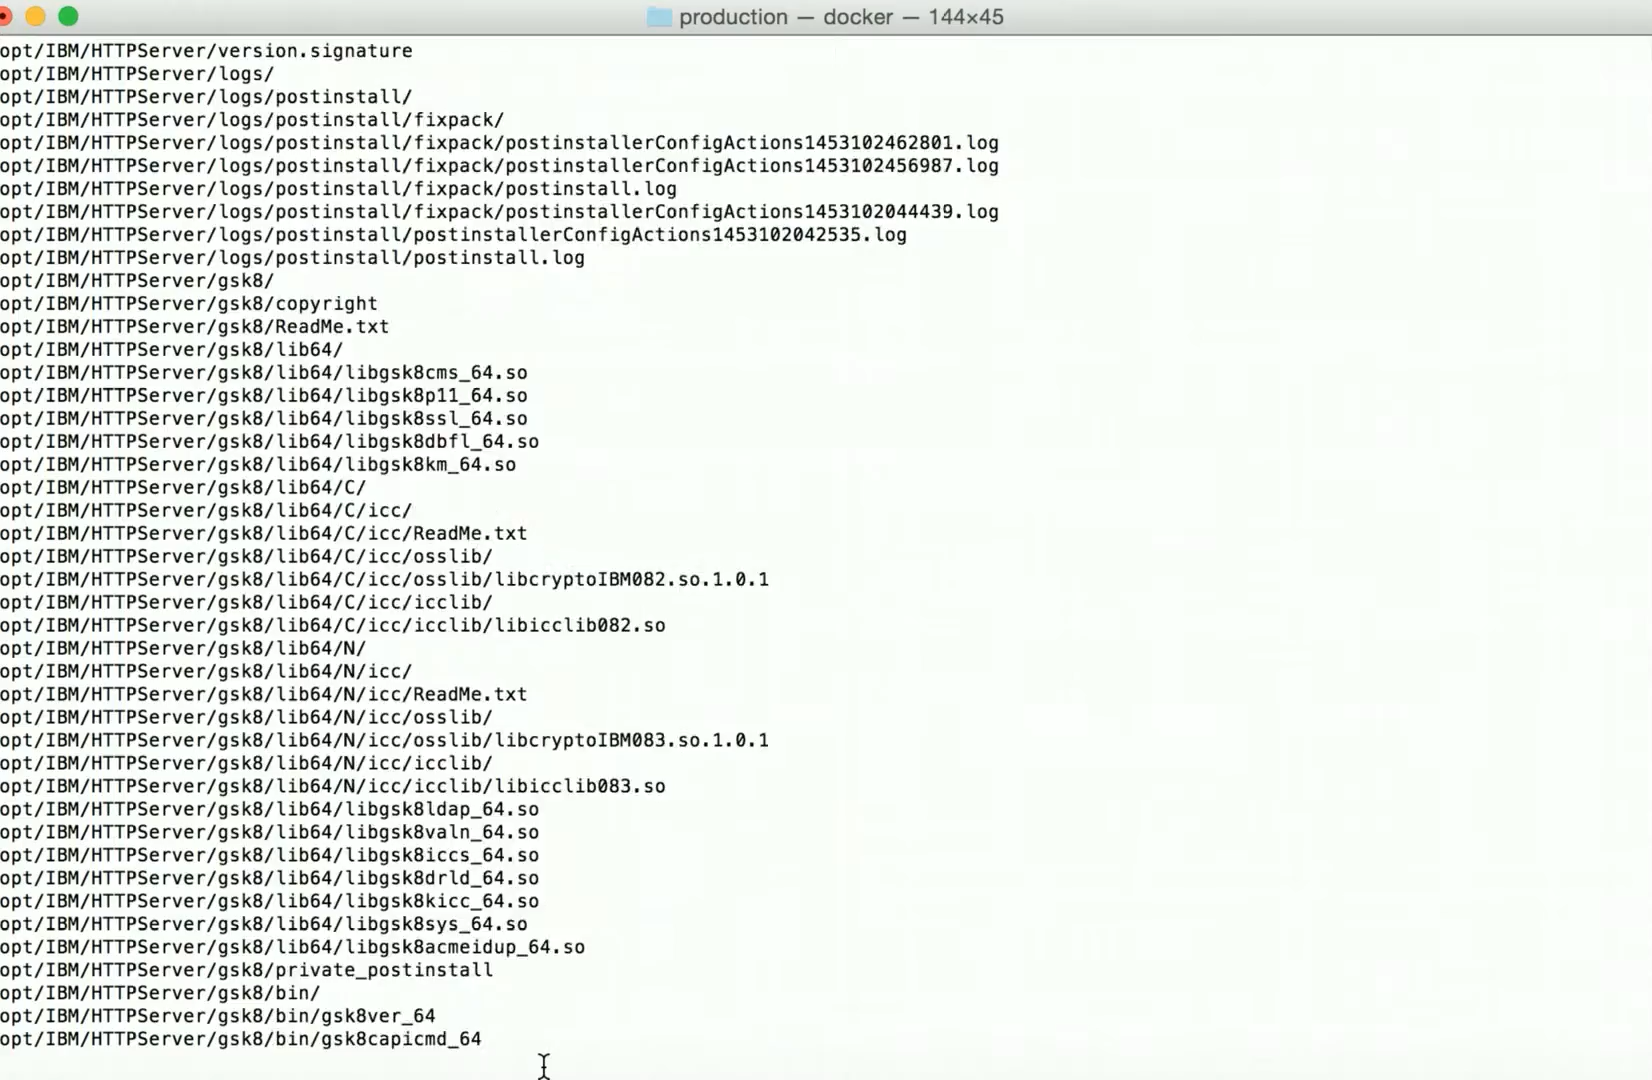 production — docker — 144×45
opt/IBM/HTTPServer/version.signature
opt/IBM/HTTPServer/logs/
opt/IBM/HTTPServer/logs/postinstall/
opt/IBM/HTTPServer/logs/postinstall/fixpack/
opt/IBM/HTTPServer/logs/postinstall/fixpack/postinstallerConfigActions1453102462801.log
opt/IBM/HTTPServer/logs/postinstall/fixpack/postinstallerConfigActions1453102456987.log
opt/IBM/HTTPServer/logs/postinstall/fixpack/postinstall.log
opt/IBM/HTTPServer/logs/postinstall/fixpack/postinstallerConfigActions1453102044439.log
opt/IBM/HTTPServer/logs/postinstall/postinstallerConfigActions1453102042535.log
opt/IBM/HTTPServer/logs/postinstall/postinstall.log
opt/IBM/HTTPServer/gsk8/
opt/IBM/HTTPServer/gsk8/copyright
opt/IBM/HTTPServer/gsk8/ReadMe.txt
opt/IBM/HTTPServer/gsk8/lib64/
opt/IBM/HTTPServer/gsk8/lib64/libgsk8cms_64.so
opt/IBM/HTTPServer/gsk8/lib64/libgsk8p11_64.so
opt/IBM/HTTPServer/gsk8/lib64/libgsk8ssl_64.so
opt/IBM/HTTPServer/gsk8/lib64/libgsk8dbfl_64.so
opt/IBM/HTTPServer/gsk8/lib64/libgsk8km_64.so
opt/IBM/HTTPServer/gsk8/lib64/C/
opt/IBM/HTTPServer/gsk8/lib64/C/icc/
opt/IBM/HTTPServer/gsk8/lib64/C/icc/ReadMe.txt
opt/IBM/HTTPServer/gsk8/lib64/C/icc/osslib/
opt/IBM/HTTPServer/gsk8/lib64/C/icc/osslib/libcryptoIBM082.so.1.0.1
opt/IBM/HTTPServer/gsk8/lib64/C/icc/icclib/
opt/IBM/HTTPServer/gsk8/lib64/C/icc/icclib/libicclib082.so
opt/IBM/HTTPServer/gsk8/lib64/N/
opt/IBM/HTTPServer/gsk8/lib64/N/icc/
opt/IBM/HTTPServer/gsk8/lib64/N/icc/ReadMe.txt
opt/IBM/HTTPServer/gsk8/lib64/N/icc/osslib/
opt/IBM/HTTPServer/gsk8/lib64/N/icc/osslib/libcryptoIBM083.so.1.0.1
opt/IBM/HTTPServer/gsk8/lib64/N/icc/icclib/
opt/IBM/HTTPServer/gsk8/lib64/N/icc/icclib/libicclib083.so
opt/IBM/HTTPServer/gsk8/lib64/libgsk8ldap_64.so
opt/IBM/HTTPServer/gsk8/lib64/libgsk8valn_64.so
opt/IBM/HTTPServer/gsk8/lib64/libgsk8iccs_64.so
opt/IBM/HTTPServer/gsk8/lib64/libgsk8drld_64.so
opt/IBM/HTTPServer/gsk8/lib64/libgsk8kicc_64.so
opt/IBM/HTTPServer/gsk8/lib64/libgsk8sys_64.so
opt/IBM/HTTPServer/gsk8/lib64/libgsk8acmeidup_64.so
opt/IBM/HTTPServer/gsk8/private_postinstall
opt/IBM/HTTPServer/gsk8/bin/
opt/IBM/HTTPServer/gsk8/bin/gsk8ver_64
opt/IBM/HTTPServer/gsk8/bin/gsk8capicmd_64